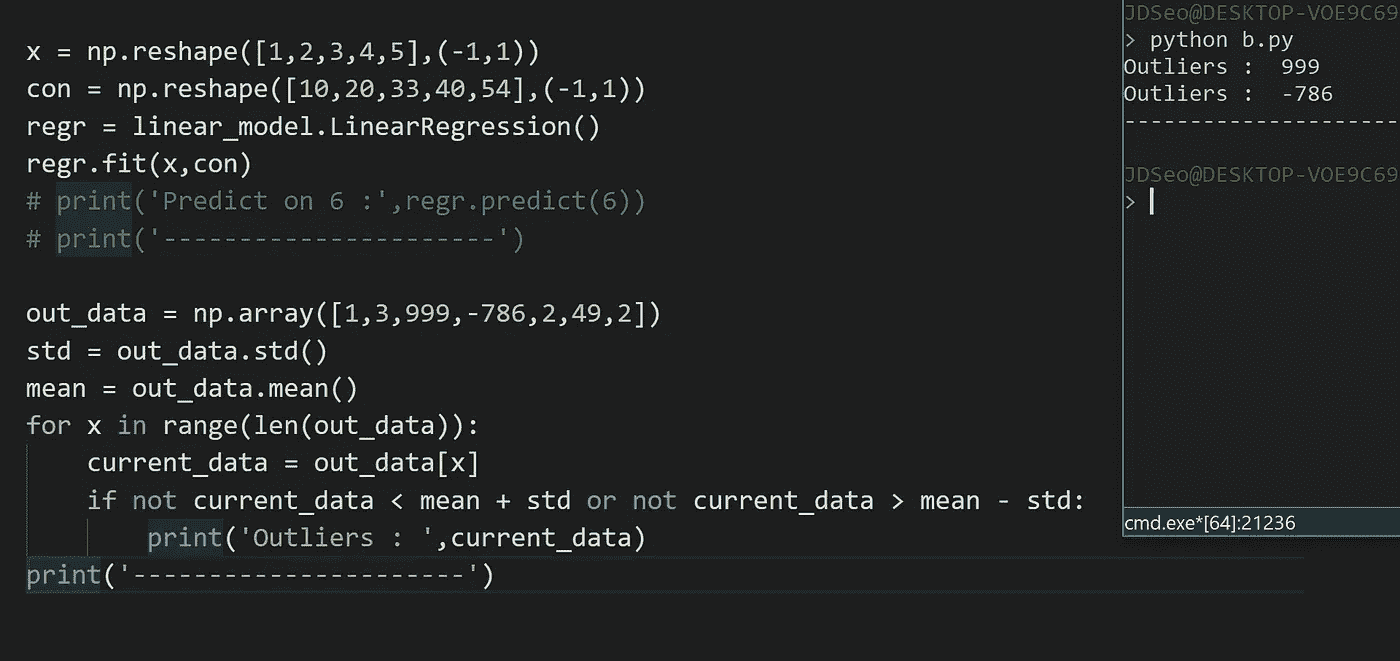 x = np.reshape([1,2,3,4,5],(-1,1))
con = np.reshape([10,20,33,40,54],(-1,1))
regr = linear_model.LinearRegression()
regr.fit(x,con)
# print('Predict on 6 :',regr.predict(6))
# print('----------------------')
out_data = np.array([1,3,999,-786,2,49,2])
std = out_data.std()
mean = out_data.mean()
for x in range(len(out_data)):
    current_data = out_data[x]
    if not current_data < mean + std or not current_data > mean - std:
        print('Outliers : ',current_data)
print('----------------------')
JDSeo@DESKTOP-VOE9C69
> python b.py
Outliers :  999
Outliers :  -786
----------------------
JDSeo@DESKTOP-VOE9C69
>
cmd.exe*[64]:21236